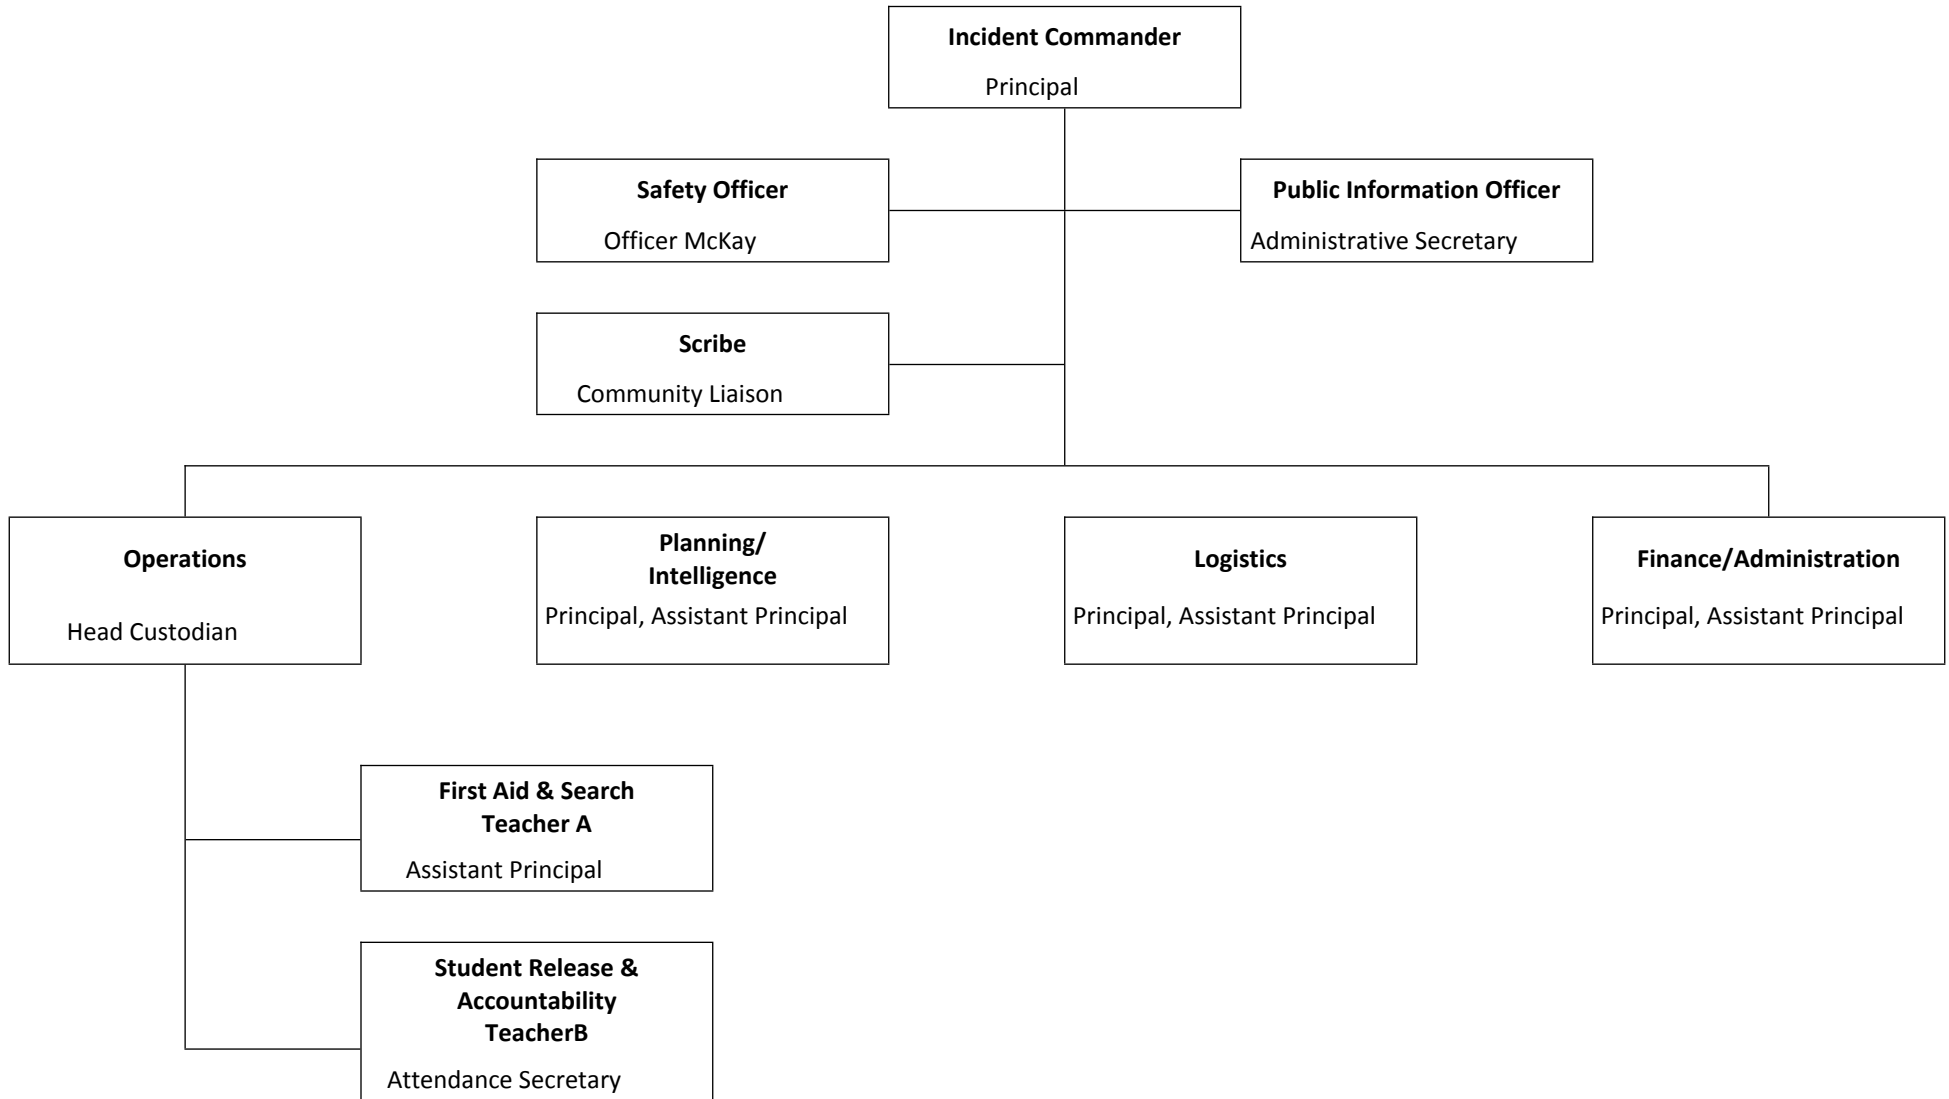 Incident Commander
Principal
Safety Officer
Officer McKay
Public Information Officer
Administrative Secretary
Scribe
Community Liaison
Operations
Head Custodian
Planning/
Intelligence
Principal, Assistant Principal
Logistics
Principal, Assistant Principal
Finance/Administration
Principal, Assistant Principal
First Aid & Search
Teacher A
Assistant Principal
Student Release &
Accountability
TeacherB
Attendance Secretary